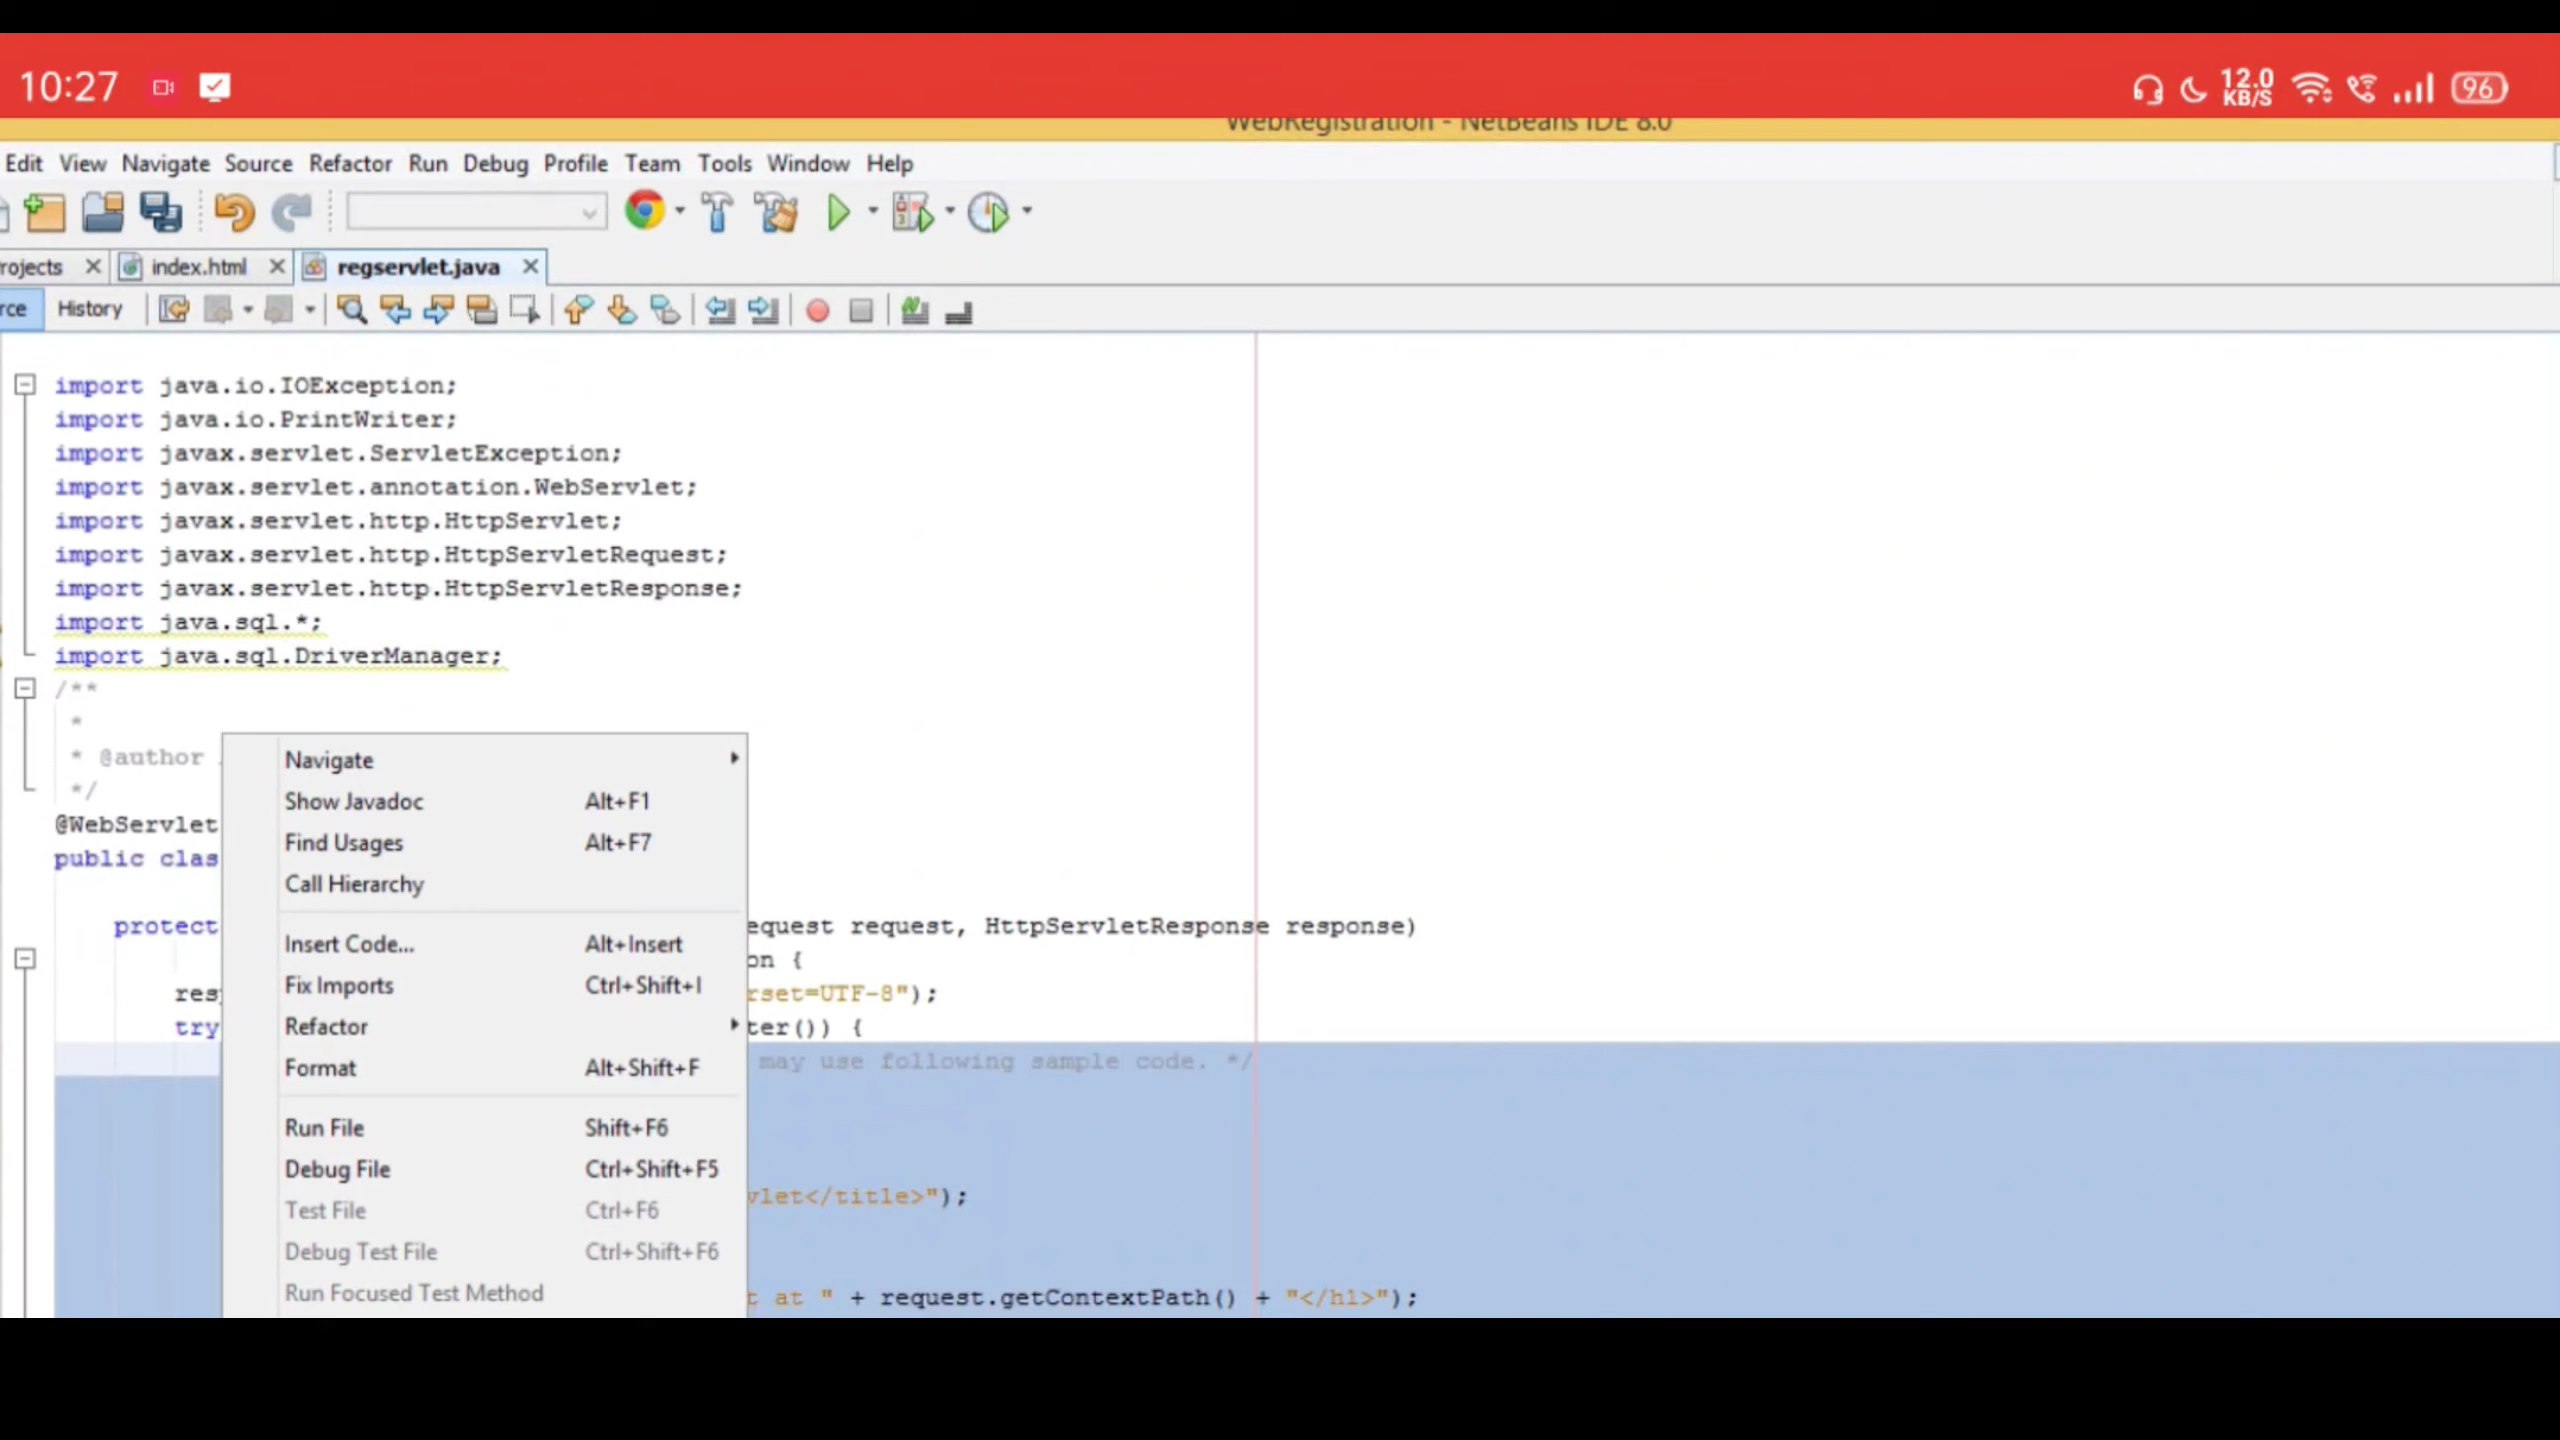 10:27
12.0 KB/S
96
WebRegistration - NetBeans IDE 8.0
Edit View Navigate Source Refactor Run Debug Profile Team Tools Window Help
rojects index.html regservlet.java
rce History
import java.io.IOException;
import java.io.PrintWriter;
import javax.servlet.ServletException;
import javax.servlet.annotation.WebServlet;
import javax.servlet.http.HttpServlet;
import javax.servlet.http.HttpServletRequest;
import javax.servlet.http.HttpServletResponse;
import java.sql.*;
import java.sql.DriverManager;
/**
*
* @author
*/
@WebServlet
public clas
protect equest request, HttpServletResponse response)
on {
res rset=UTF-8");
try ter()) {
may use following sample code. */
vlet</title>");
t at " + request.getContextPath() + "</h1>");
Navigate
Show Javadoc Alt+F1
Find Usages Alt+F7
Call Hierarchy
Insert Code... Alt+Insert
Fix Imports Ctrl+Shift+I
Refactor
Format Alt+Shift+F
Run File Shift+F6
Debug File Ctrl+Shift+F5
Test File Ctrl+F6
Debug Test File Ctrl+Shift+F6
Run Focused Test Method